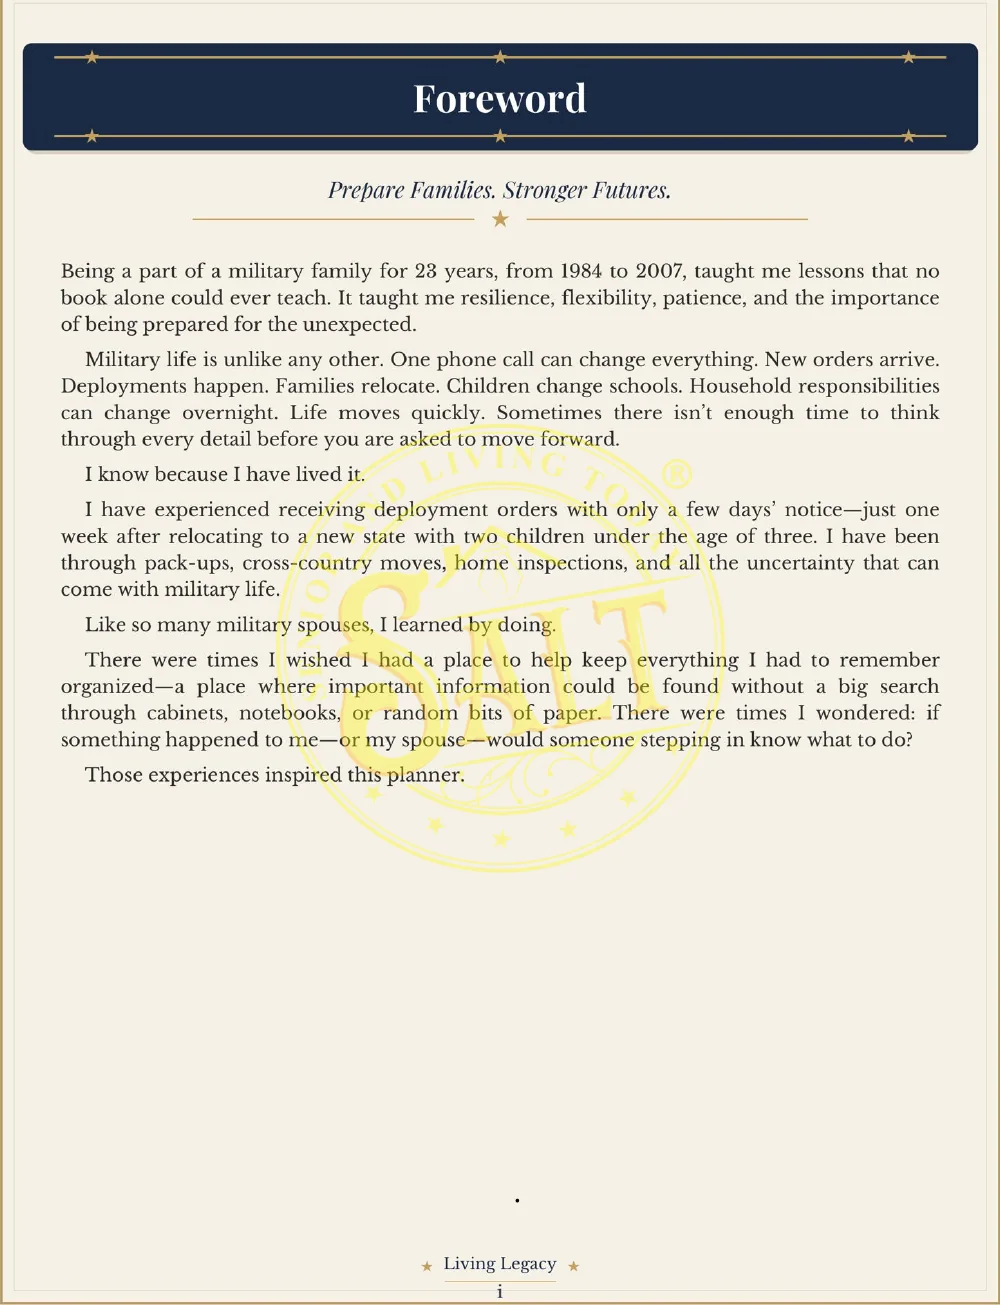 Foreword
Prepare Families. Stronger Futures.
Being a part of a military family for 23 years, from 1984 to 2007, taught me lessons that no
book alone could ever teach. It taught me resilience, flexibility, patience, and the importance
of being prepared for the unexpected.
Military life is unlike any other. One phone call can change everything. New orders arrive.
Deployments happen. Families relocate. Children change schools. Household responsibilities
can change overnight. Life moves quickly. Sometimes there isn’t enough time to think
through every detail before you are asked to move forward.
I know because I have lived it.
I have experienced receiving deployment orders with only a few days’ notice—just one
week after relocating to a new state with two children under the age of three. I have been
through pack-ups, cross-country moves, home inspections, and all the uncertainty that can
come with military life.
Like so many military spouses, I learned by doing.
There were times I wished I had a place to help keep everything I had to remember
organized—a place where important information could be found without a big search
through cabinets, notebooks, or random bits of paper. There were times I wondered: if
something happened to me—or my spouse—would someone stepping in know what to do?
Those experiences inspired this planner.
AND LIVING TODAY
®
SALT
.
Living Legacy
i